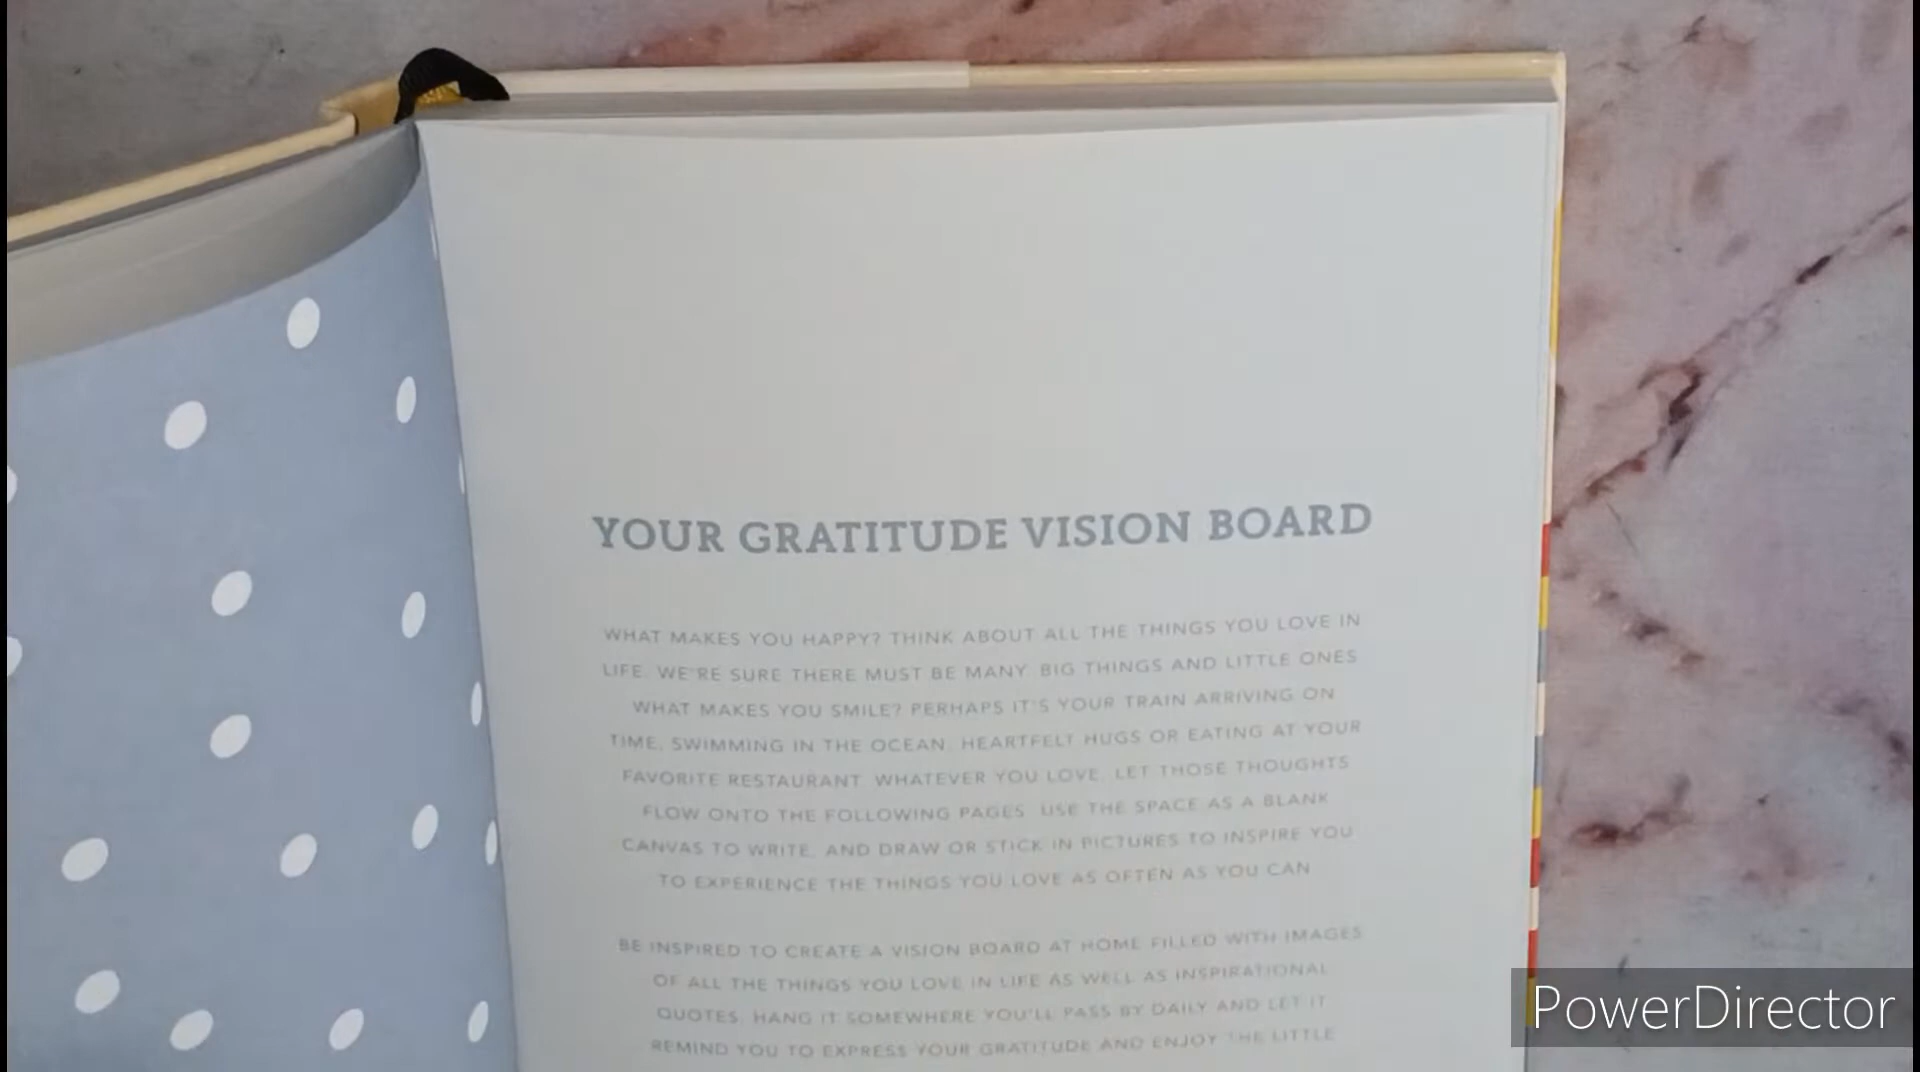 YOUR GRATITUDE VISION BOARD
WHAT MAKES YOU HAPPY? THINK ABOUT ALL THE THINGS YOU LOVE IN
LIFE. WE'RE SURE THERE MUST BE MANY. BIG THINGS AND LITTLE ONES.
WHAT MAKES YOU SMILE? PERHAPS IT'S YOUR TRAIN ARRIVING ON
TIME, SWIMMING IN THE OCEAN, HEARTFELT HUGS OR EATING AT YOUR
FAVORITE RESTAURANT. WHATEVER YOU LOVE, LET THOSE THOUGHTS
FLOW ONTO THE FOLLOWING PAGES. USE THE SPACE AS A BLANK
CANVAS TO WRITE, AND DRAW OR STICK IN PICTURES TO INSPIRE YOU
TO EXPERIENCE THE THINGS YOU LOVE AS OFTEN AS YOU CAN.
BE INSPIRED TO CREATE A VISION BOARD AT HOME FILLED WITH IMAGES
OF ALL THE THINGS YOU LOVE IN LIFE AS WELL AS INSPIRATIONAL
QUOTES. HANG IT SOMEWHERE YOU'LL PASS BY DAILY AND LET IT
REMIND YOU TO EXPRESS YOUR GRATITUDE AND ENJOY THE LITTLE
PowerDirector